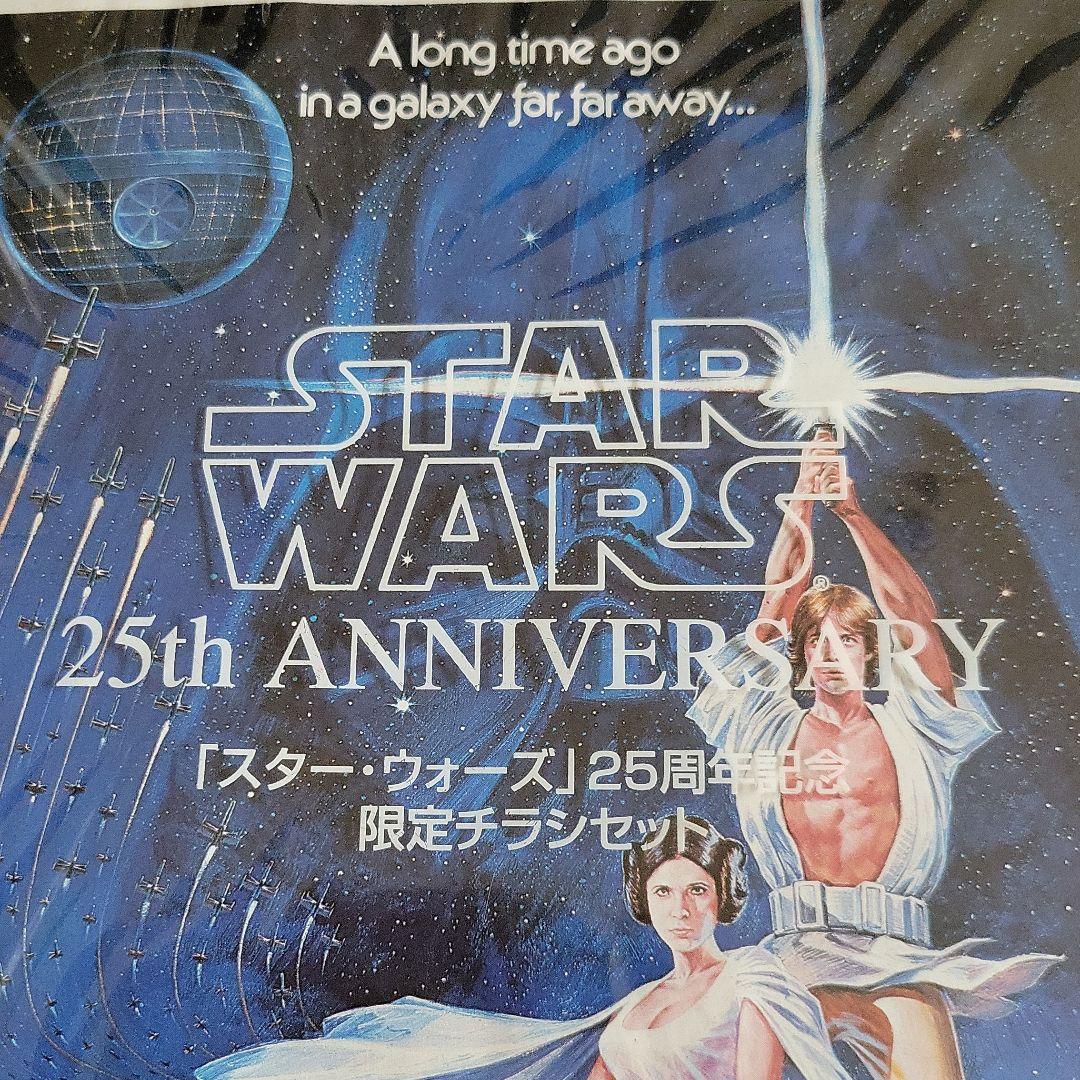 A long time ago
in a galaxy far, far away...
STAR
WARS®
25th ANNIVERSARY
「スター・ウォーズ」25周年記念
限定チラシセット